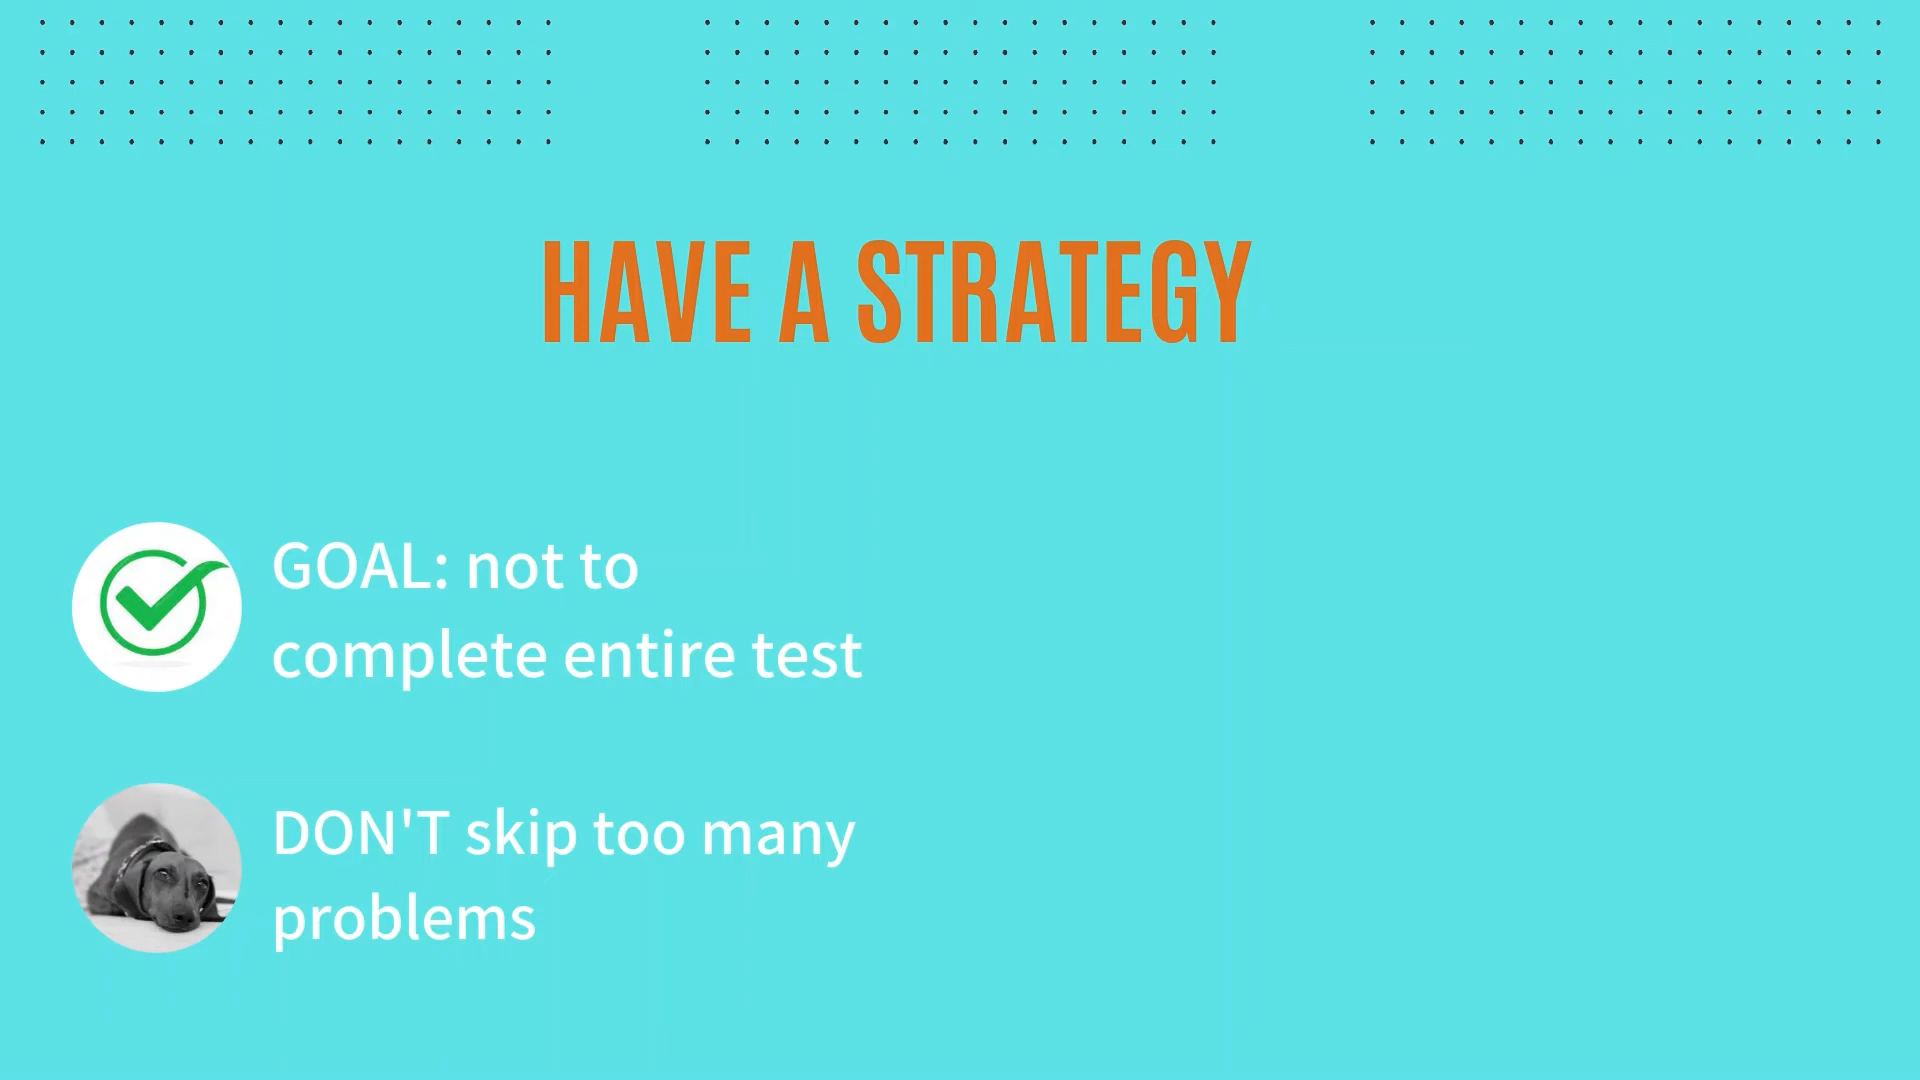 HAVE A STRATEGY
GOAL: not to
complete entire test
DON'T skip too many
problems